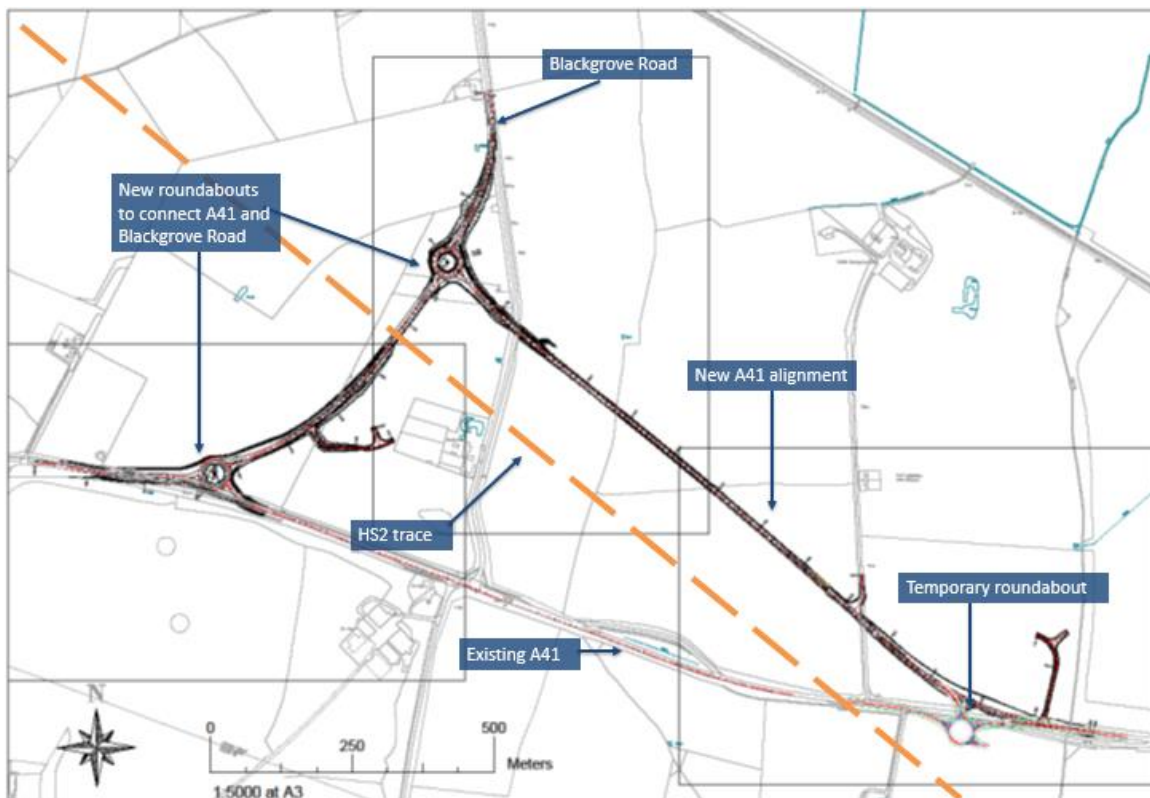 Blackgrove Road
New roundabouts
to connect A41 and
Blackgrove Road
New A41 alignment
HS2 trace
Temporary roundabout
Existing A41
N
0
500
250
Meters
1:5000 at A3